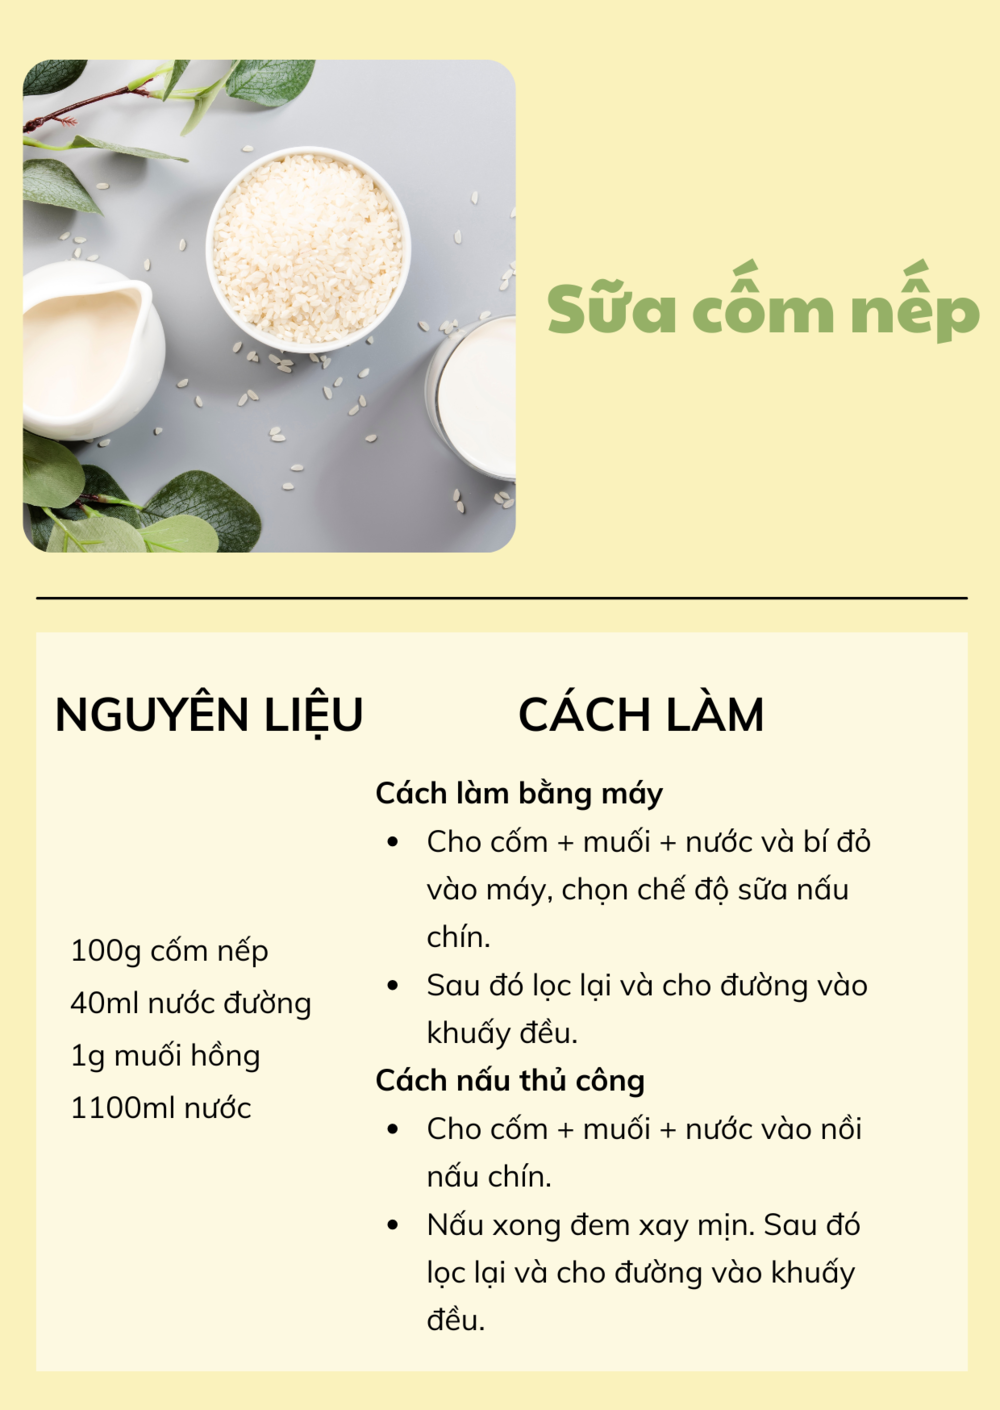 Sữa cốm nếp
NGUYÊN LIỆU
100g cốm nếp
40ml nước đường
1g muối hồng
1100ml nước
CÁCH LÀM
Cách làm bằng máy
• Cho cốm + muối + nước và bí đỏ
vào máy, chọn chế độ sữa nấu
chín.
• Sau đó lọc lại và cho đường vào
khuấy đều.
Cách nấu thủ công
• Cho cốm + muối + nước vào nồi
nấu chín.
• Nấu xong đem xay mịn. Sau đó
lọc lại và cho đường vào khuấy
đều.